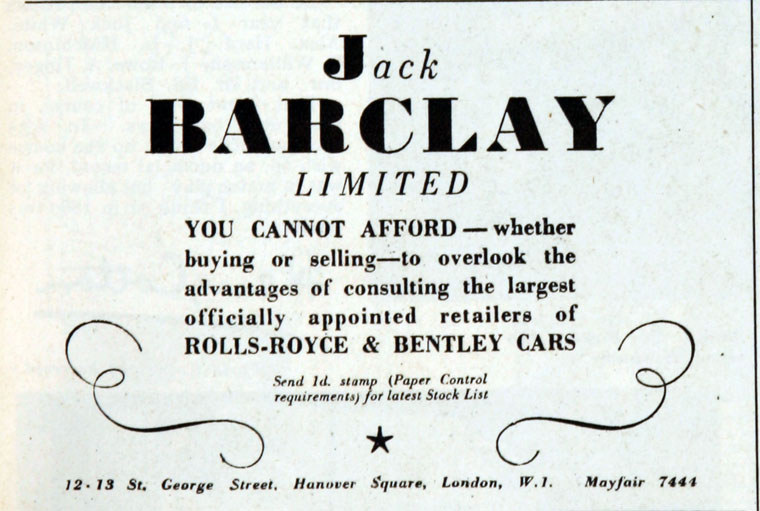 Jack
BARCLAY
LIMITED
YOU CANNOT AFFORD — whether
buying or selling—to overlook the
advantages of consulting the largest
officially appointed retailers of
ROLLS-ROYCE & BENTLEY CARS
Send 1d. stamp (Paper Control
requirements) for latest Stock List
12-13 St. George Street, Hanover Square, London, W.1. Mayfair 7444